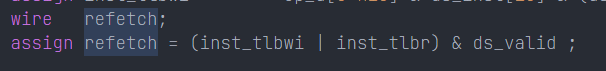 wire refetch;
assign refetch = (inst_tlbwi | inst_tlbr) & ds_valid ;